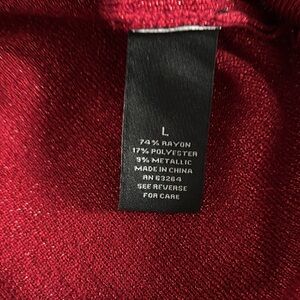 L
74% RAYON
17% POLYESTER
9% METALLIC
MADE IN CHINA
RN 63264
SEE REVERSE
FOR CARE